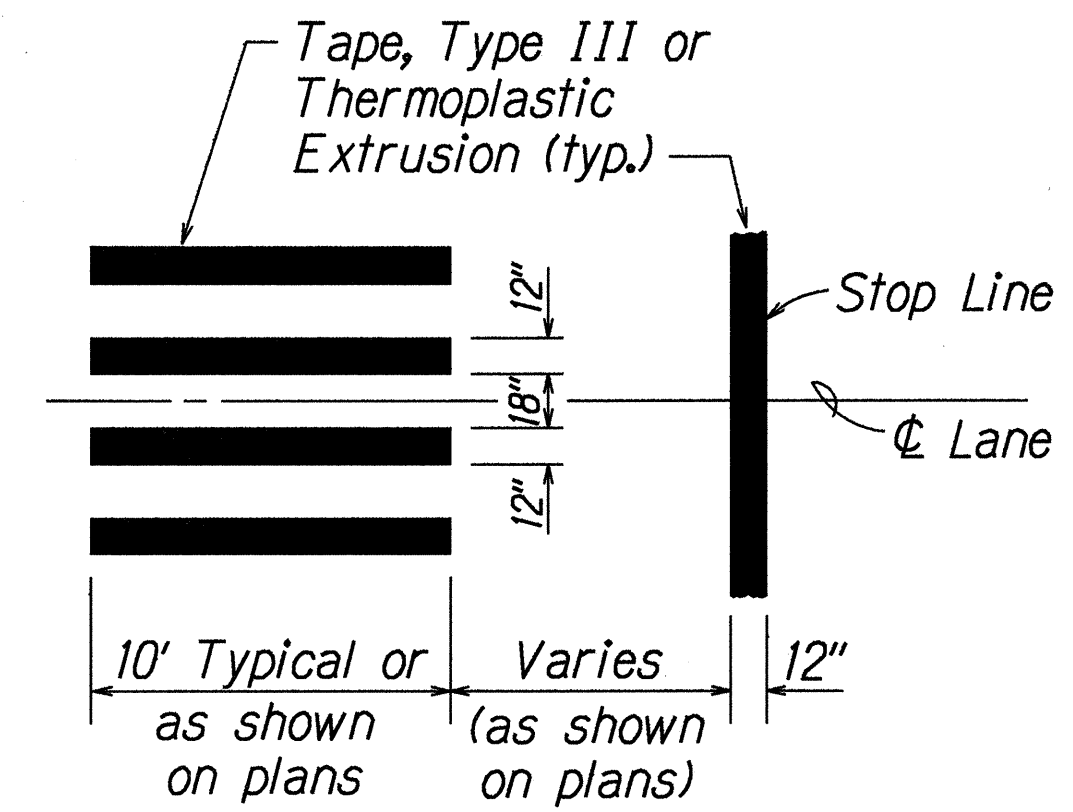 Tape, Type III or
Thermoplastic
Extrusion (typ.)
12"
Stop Line
18"
℄ Lane
12"
10' Typical or
as shown
on plans
Varies
(as shown
on plans)
12"